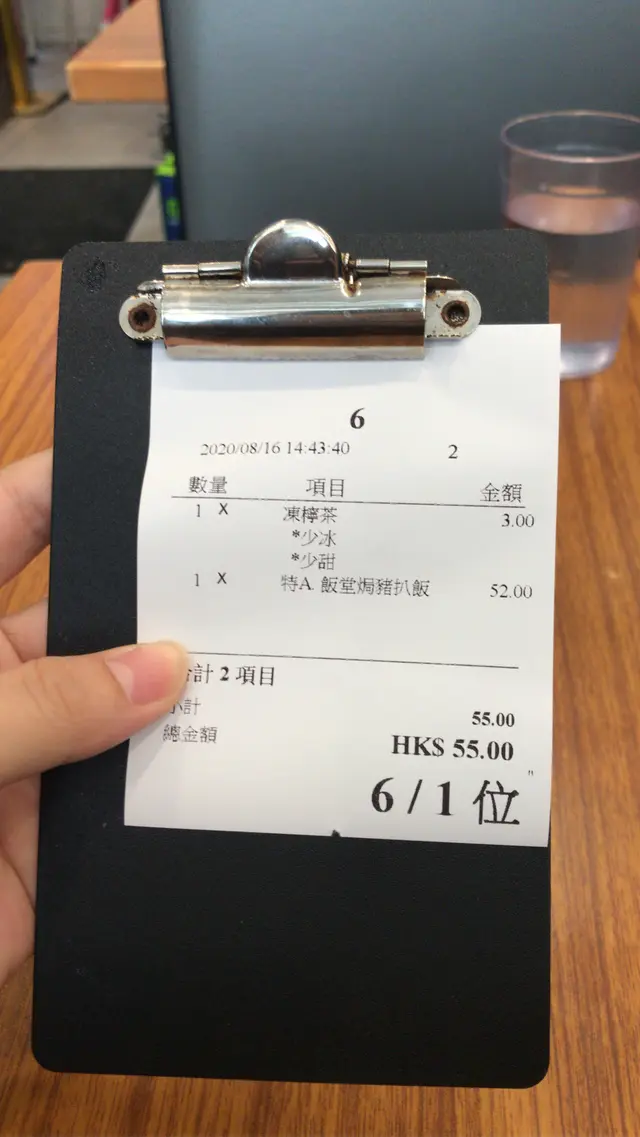 6
2020/08/16 14:43:40 2
數量 項目 金額
1 X 凍檸茶 3.00
*少冰
*少甜
1 X 特A. 飯堂焗豬扒飯 52.00
計 2 項目
小計 55.00
總金額 HK$ 55.00
6 / 1 位